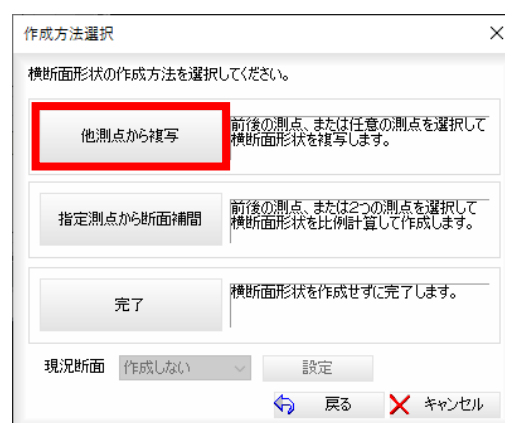 作成方法選択
横断面形状の作成方法を選択してください。
他測点から複写
前後の測点、または任意の測点を選択して
横断面形状を複写します。
指定測点から断面補間
前後の測点、または2つの測点を選択して
横断面形状を比例計算して作成します。
完了
横断面形状を作成せずに完了します。
現況断面 作成しない 設定
戻る キャンセル